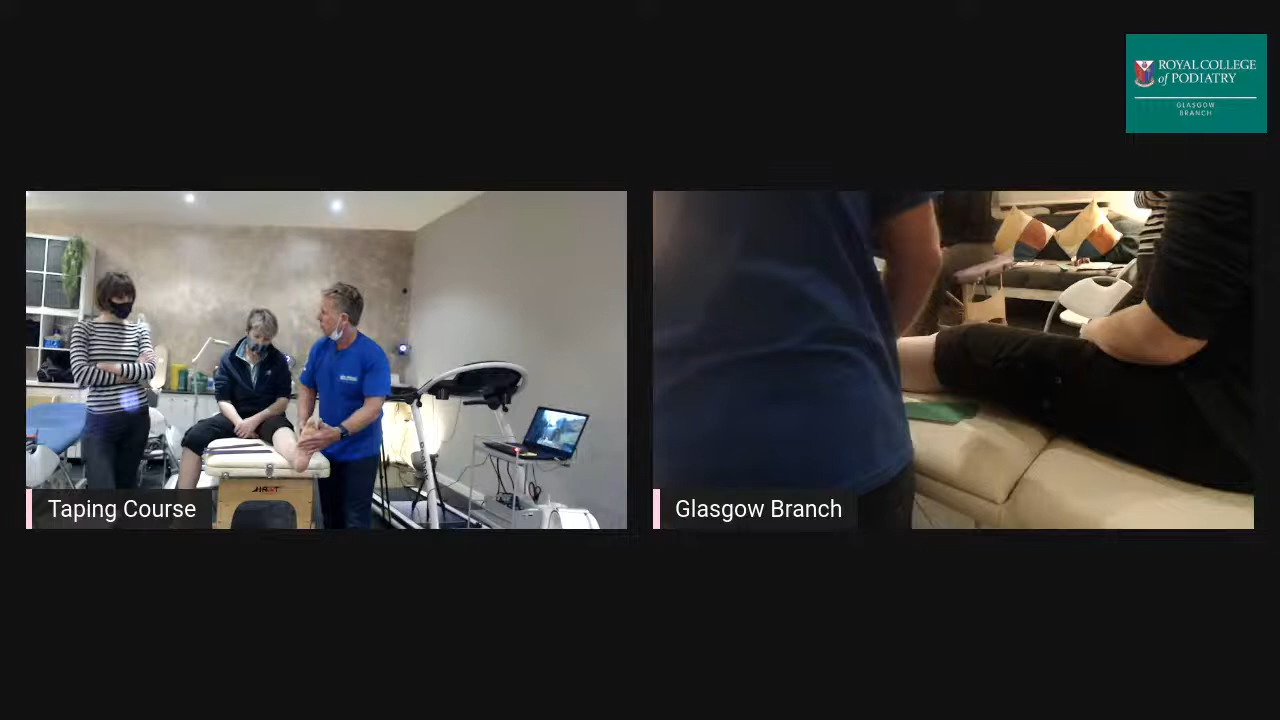 ROYAL COLLEGE
of PODIATRY
GLASGOW
BRANCH
Taping Course
Glasgow Branch